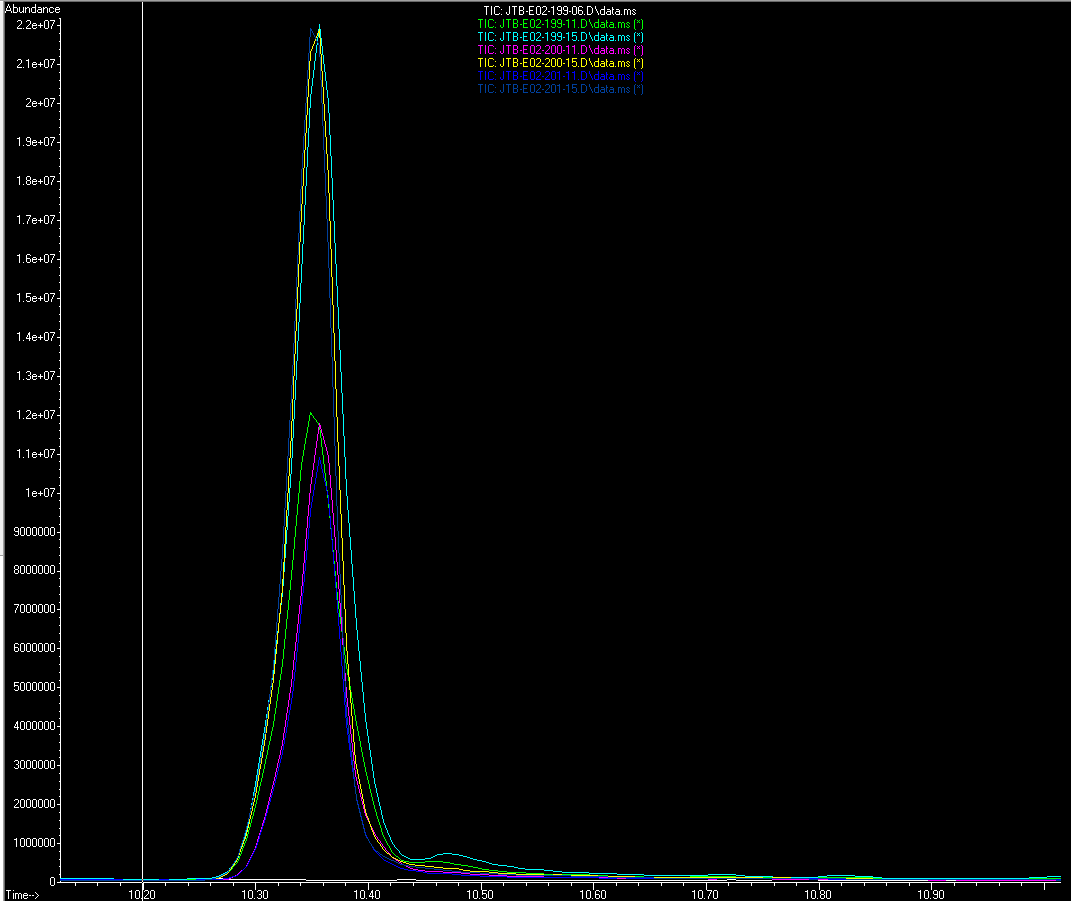 Abundance
TIC: JTB-E02-199-06.D\data.ms
TIC: JTB-E02-199-11.D\data.ms (*)
TIC: JTB-E02-199-15.D\data.ms (*)
TIC: JTB-E02-200-11.D\data.ms (*)
TIC: JTB-E02-200-15.D\data.ms (*)
TIC: JTB-E02-201-11.D\data.ms (*)
TIC: JTB-E02-201-15.D\data.ms (*)
2.2e+07
2.1e+07
2e+07
1.9e+07
1.8e+07
1.7e+07
1.6e+07
1.5e+07
1.4e+07
1.3e+07
1.2e+07
1.1e+07
1e+07
9000000
8000000
7000000
6000000
5000000
4000000
3000000
2000000
1000000
0
Time-->
10.20 10.30 10.40 10.50 10.60 10.70 10.80 10.90